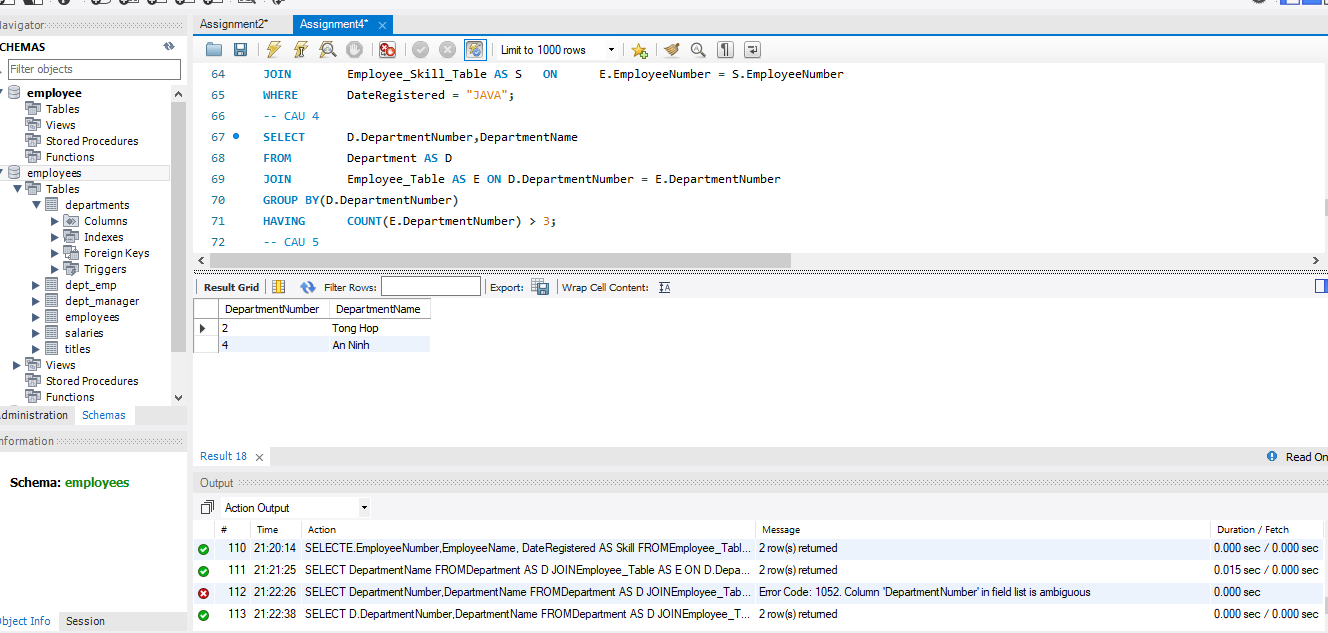 Navigator
Assignment2*
Assignment4*
SCHEMAS
Limit to 1000 rows
Filter objects
employee
Tables
Views
Stored Procedures
Functions
employees
Tables
departments
Columns
Indexes
Foreign Keys
Triggers
dept_emp
dept_manager
employees
salaries
titles
Views
Stored Procedures
Functions
Administration Schemas
Information
Schema: employees
Object Info Session
64 JOIN Employee_Skill_Table AS S ON E.EmployeeNumber = S.EmployeeNumber
65 WHERE DateRegistered = "JAVA";
66 -- CAU 4
67 SELECT D.DepartmentNumber,DepartmentName
68 FROM Department AS D
69 JOIN Employee_Table AS E ON D.DepartmentNumber = E.DepartmentNumber
70 GROUP BY(D.DepartmentNumber)
71 HAVING COUNT(E.DepartmentNumber) > 3;
72 -- CAU 5
Result Grid Filter Rows: Export: Wrap Cell Content: IA
DepartmentNumber DepartmentName
2 Tong Hop
4 An Ninh
Result 18
Read On
Output
Action Output
# Time Action Message Duration / Fetch
110 21:20:14 SELECTE.EmployeeNumber,EmployeeName, DateRegistered AS Skill FROMEmployee_Tabl... 2 row(s) returned 0.000 sec / 0.000 sec
111 21:21:25 SELECT DepartmentName FROMDepartment AS D JOINEmployee_Table AS E ON D.Depa... 2 row(s) returned 0.015 sec / 0.000 sec
112 21:22:26 SELECT DepartmentNumber,DepartmentName FROMDepartment AS D JOINEmployee_Tab... Error Code: 1052. Column 'DepartmentNumber' in field list is ambiguous 0.000 sec
113 21:22:38 SELECT D.DepartmentNumber,DepartmentName FROMDepartment AS D JOINEmployee_T... 2 row(s) returned 0.000 sec / 0.000 sec